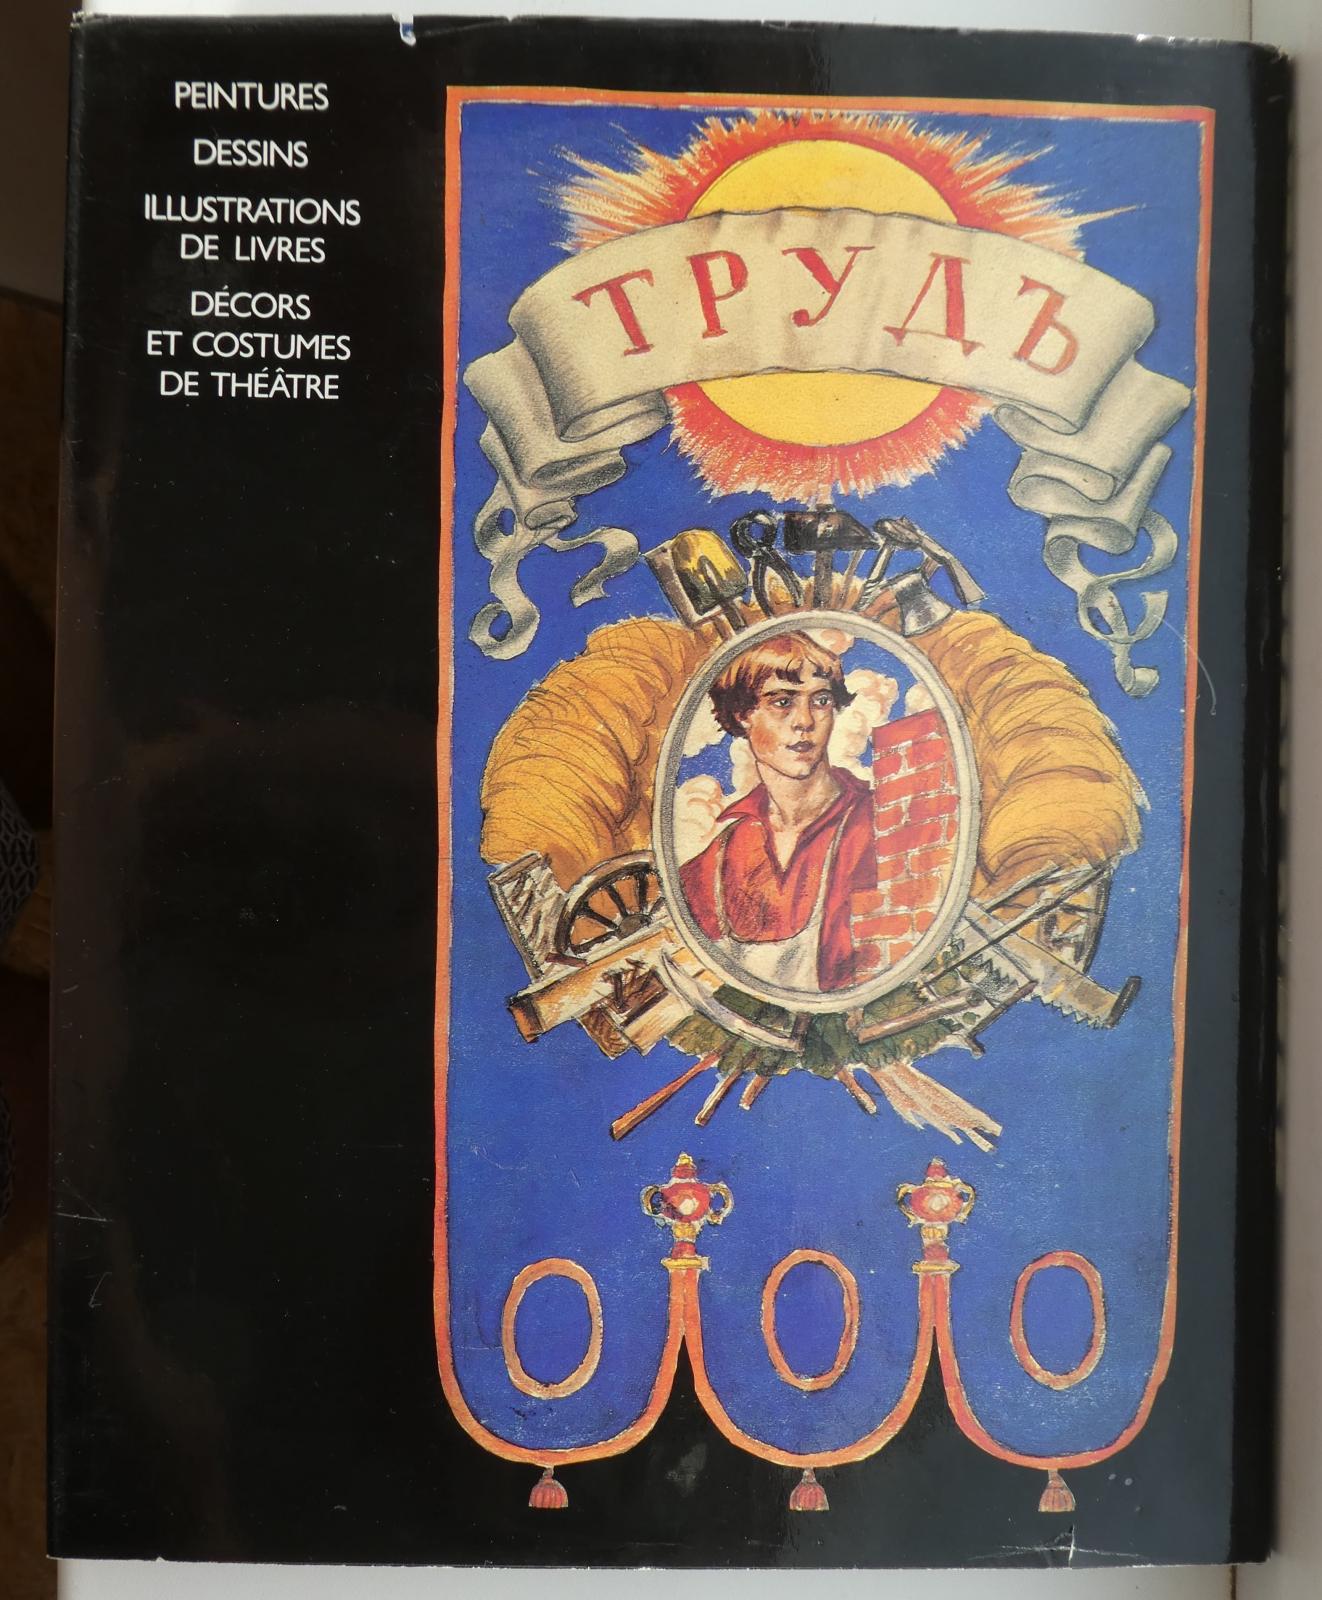 PEINTURES
DESSINS
ILLUSTRATIONS
DE LIVRES
DÉCORS
ET COSTUMES
DE THÉÂTRE
ТРУДЪ